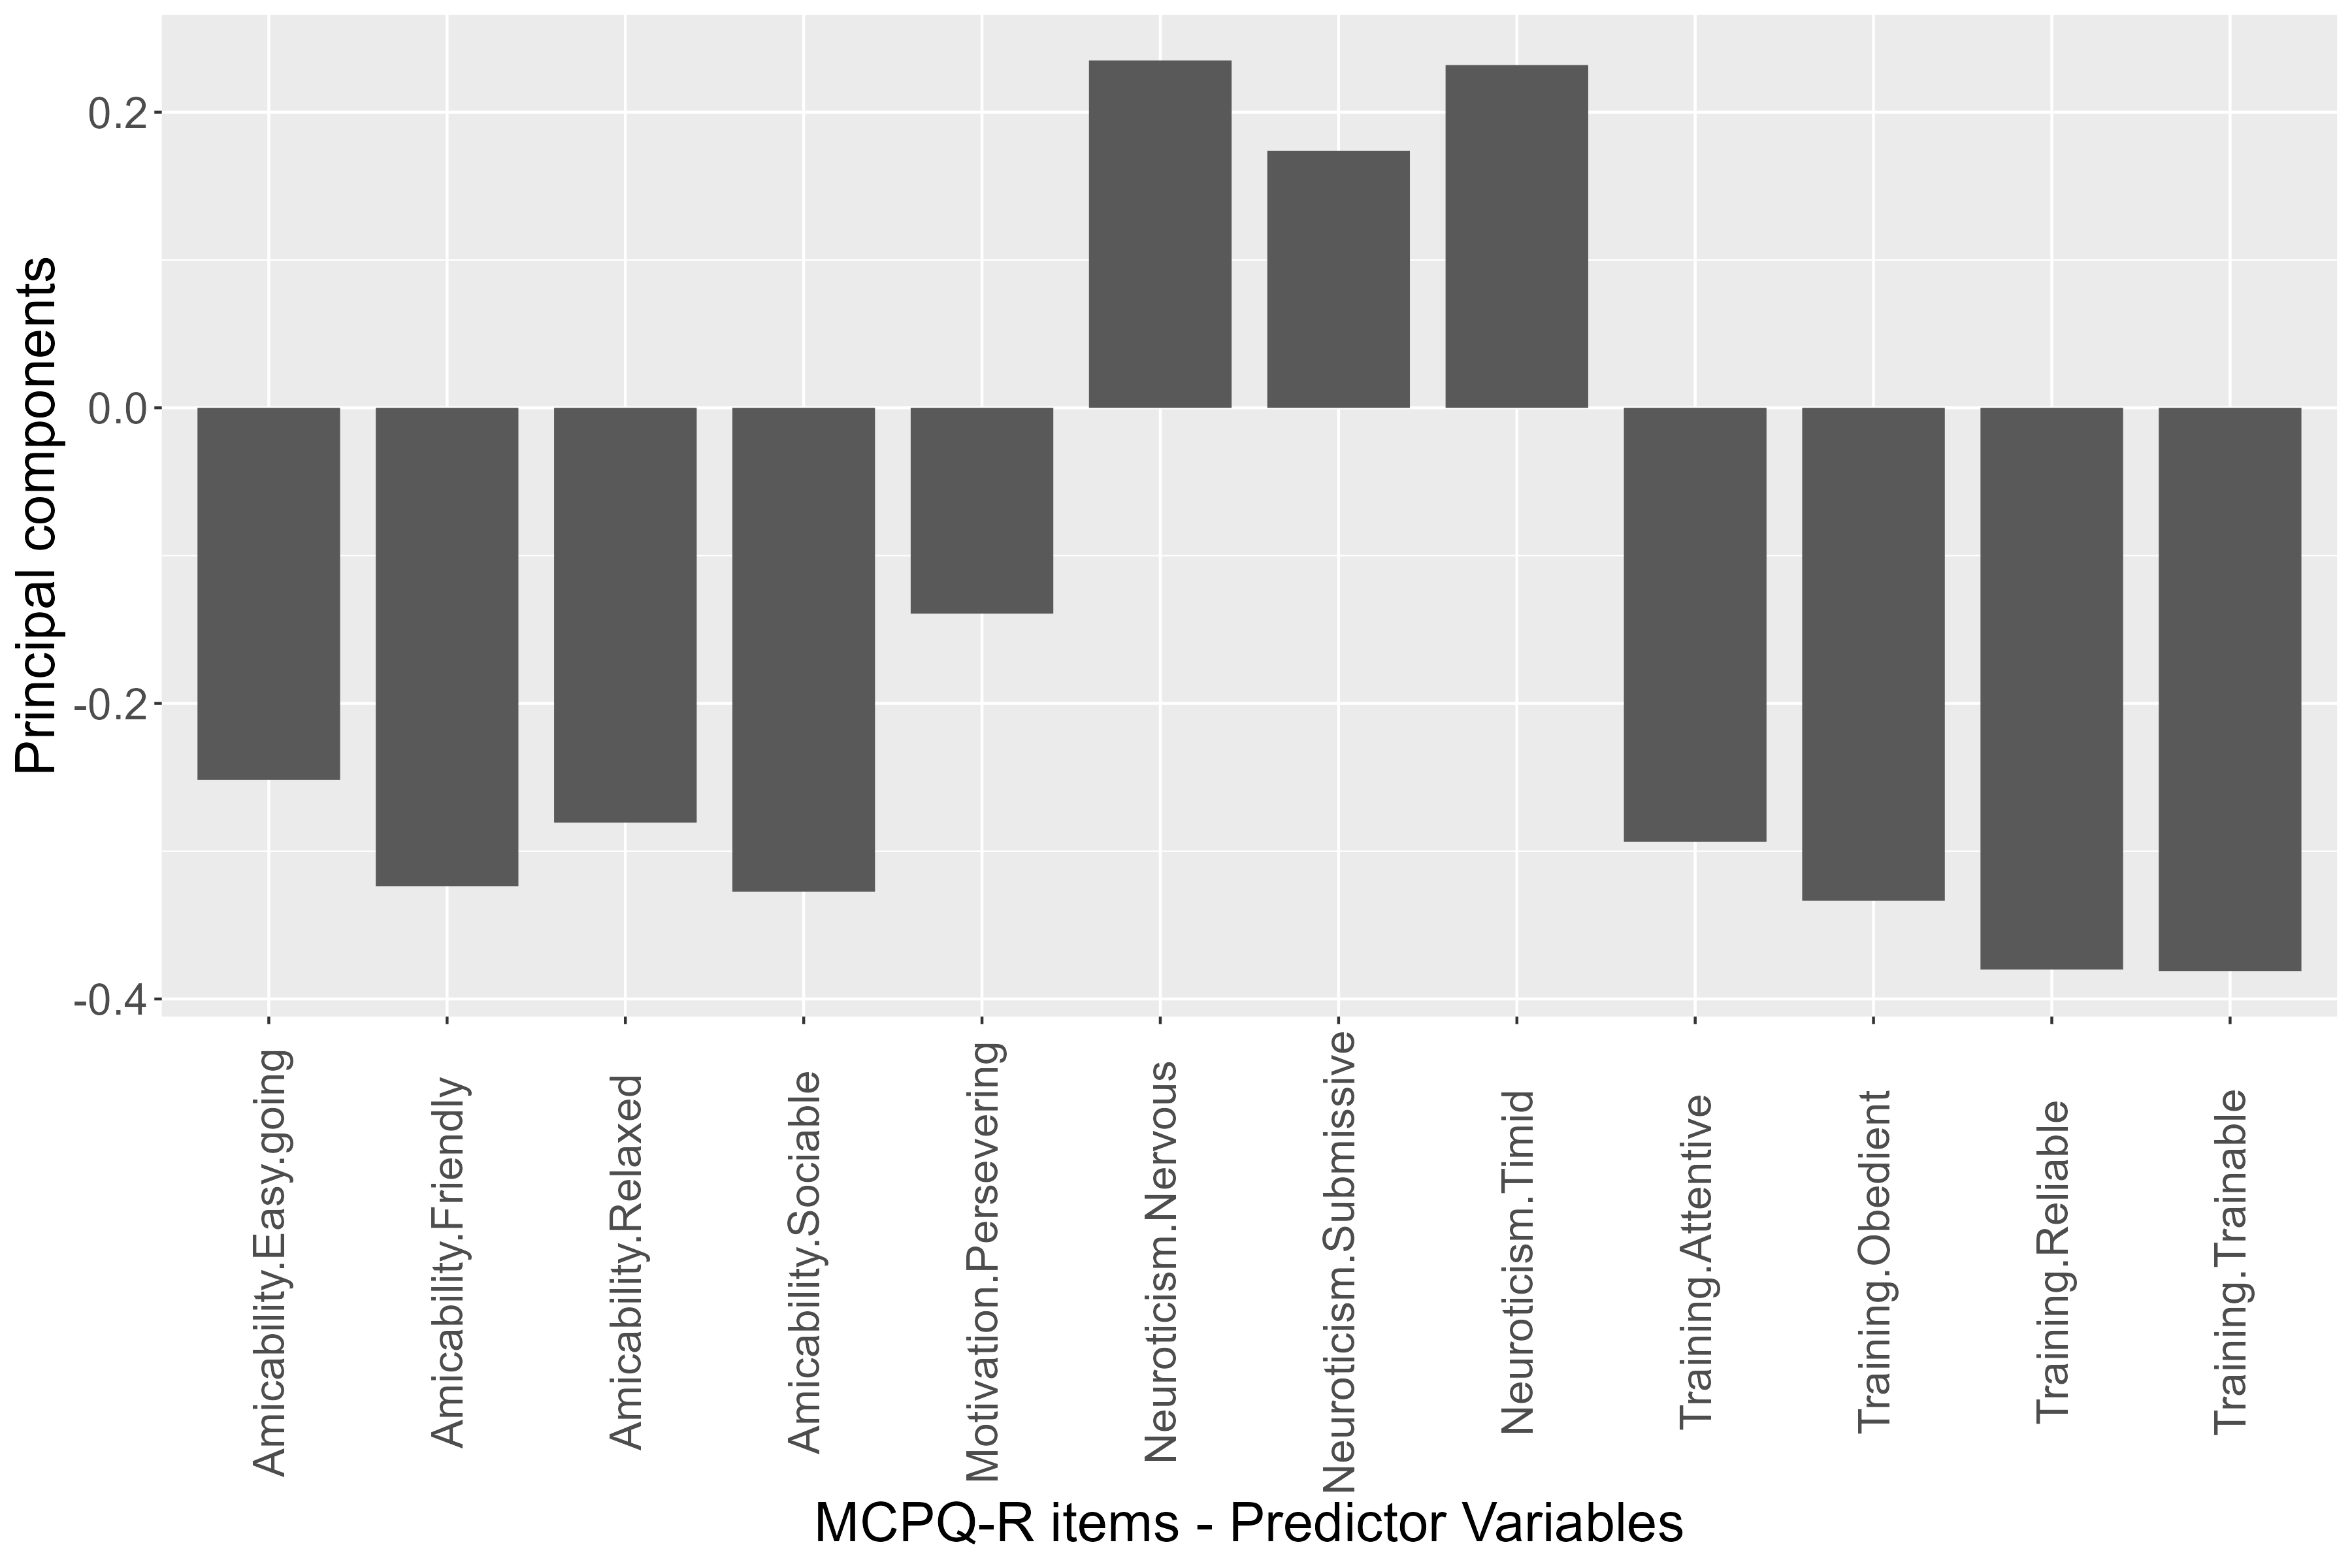 Principal components
0.2
0.0
-0.2
-0.4
Amicability.Easy.going
Amicability.Friendly
Amicability.Relaxed
Amicability.Sociable
Motivation.Persevering
Neuroticism.Nervous
Neuroticism.Submissive
Neuroticism.Timid
Training.Attentive
Training.Obedient
Training.Reliable
Training.Trainable
MCPQ-R items - Predictor Variables